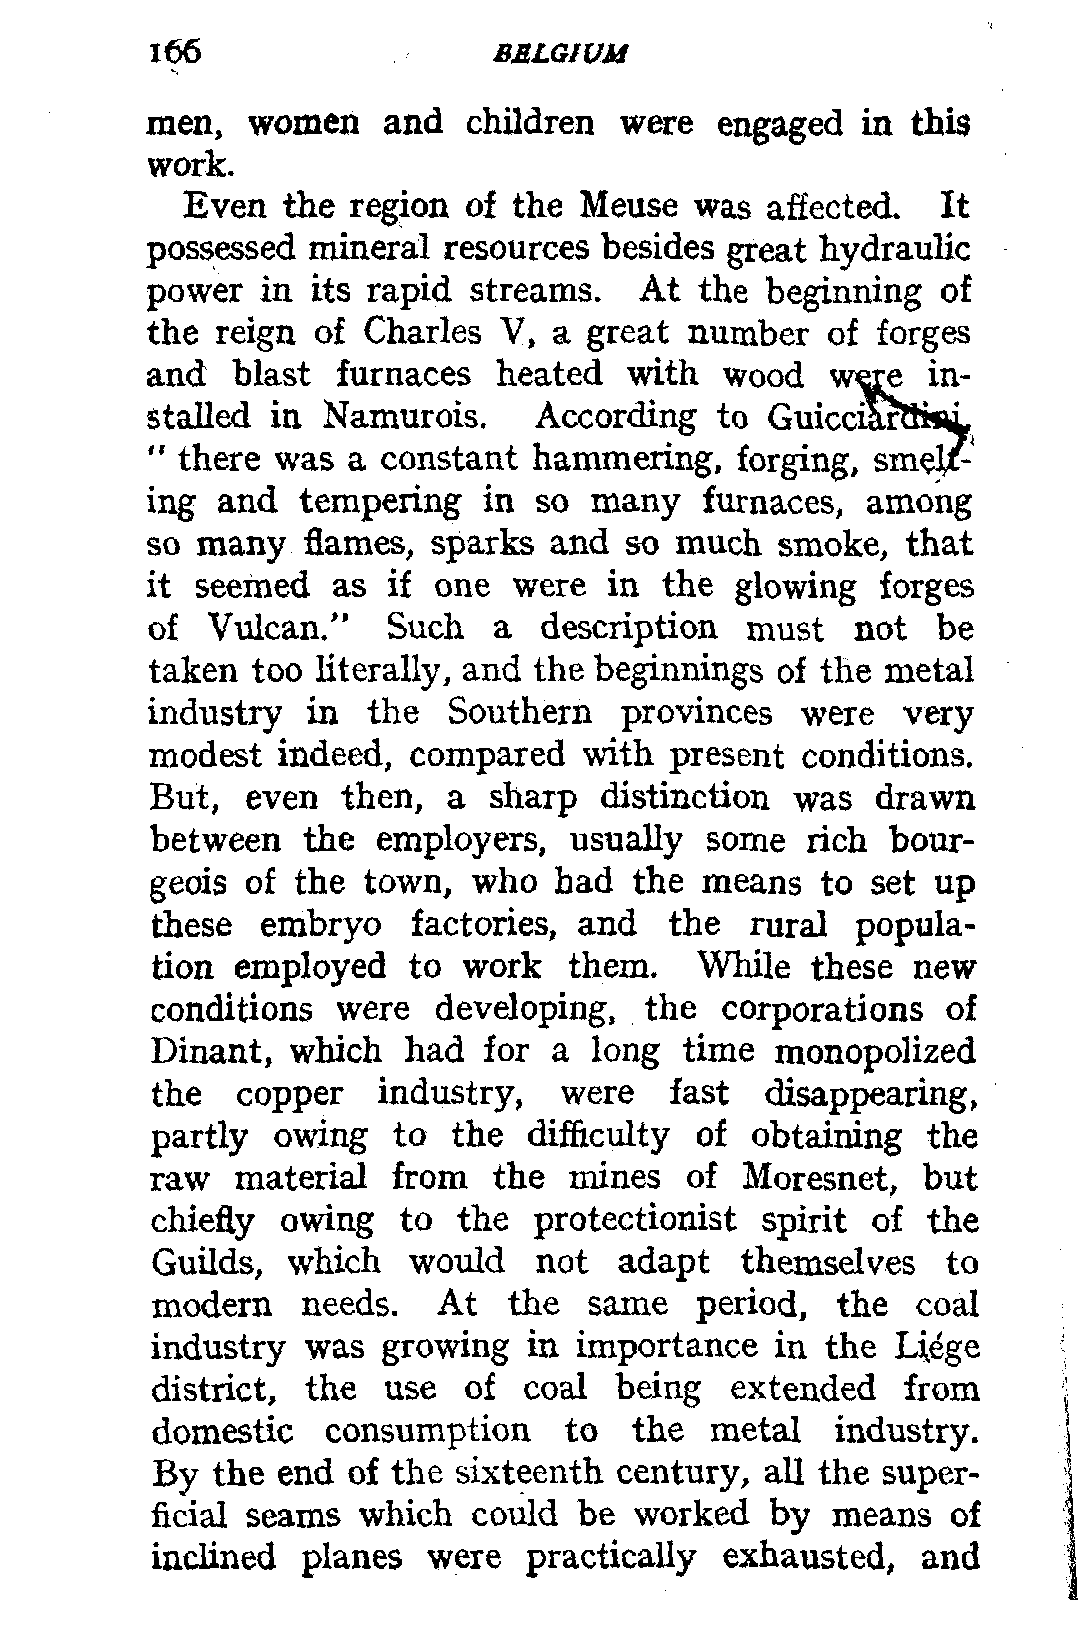 166 BELGIUM
men, women and children were engaged in this
work.
Even the region of the Meuse was affected. It
possessed mineral resources besides great hydraulic
power in its rapid streams. At the beginning of
the reign of Charles V, a great number of forges
and blast furnaces heated with wood were in-
stalled in Namurois. According to Guicciardini,
" there was a constant hammering, forging, smelt-
ing and tempering in so many furnaces, among
so many flames, sparks and so much smoke, that
it seemed as if one were in the glowing forges
of Vulcan." Such a description must not be
taken too literally, and the beginnings of the metal
industry in the Southern provinces were very
modest indeed, compared with present conditions.
But, even then, a sharp distinction was drawn
between the employers, usually some rich bour-
geois of the town, who had the means to set up
these embryo factories, and the rural popula-
tion employed to work them. While these new
conditions were developing, the corporations of
Dinant, which had for a long time monopolized
the copper industry, were fast disappearing,
partly owing to the difficulty of obtaining the
raw material from the mines of Moresnet, but
chiefly owing to the protectionist spirit of the
Guilds, which would not adapt themselves to
modern needs. At the same period, the coal
industry was growing in importance in the Liége
district, the use of coal being extended from
domestic consumption to the metal industry.
By the end of the sixteenth century, all the super-
ficial seams which could be worked by means of
inclined planes were practically exhausted, and